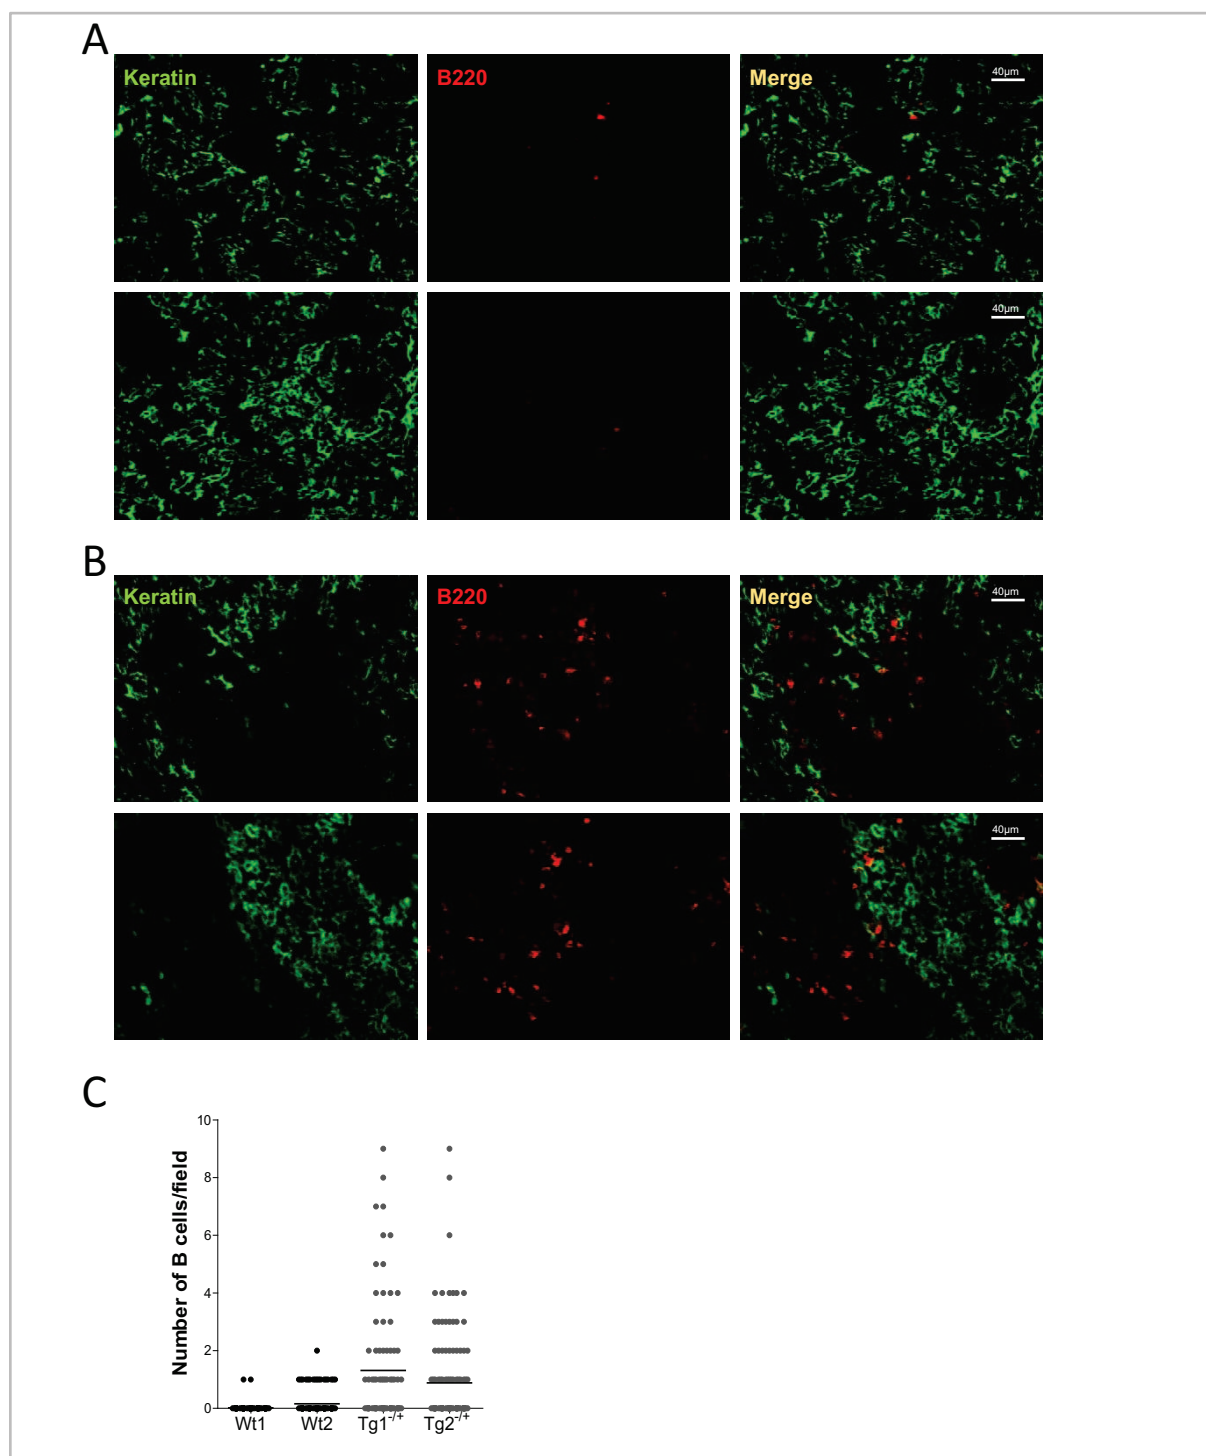 A
Keratin B220 Merge 40µm
40µm
B
Keratin B220 Merge 40µm
40µm
C
10
8
6
4
2
0
Number of B cells/field
Wt1 Wt2 Tg1-/+ Tg2-/+